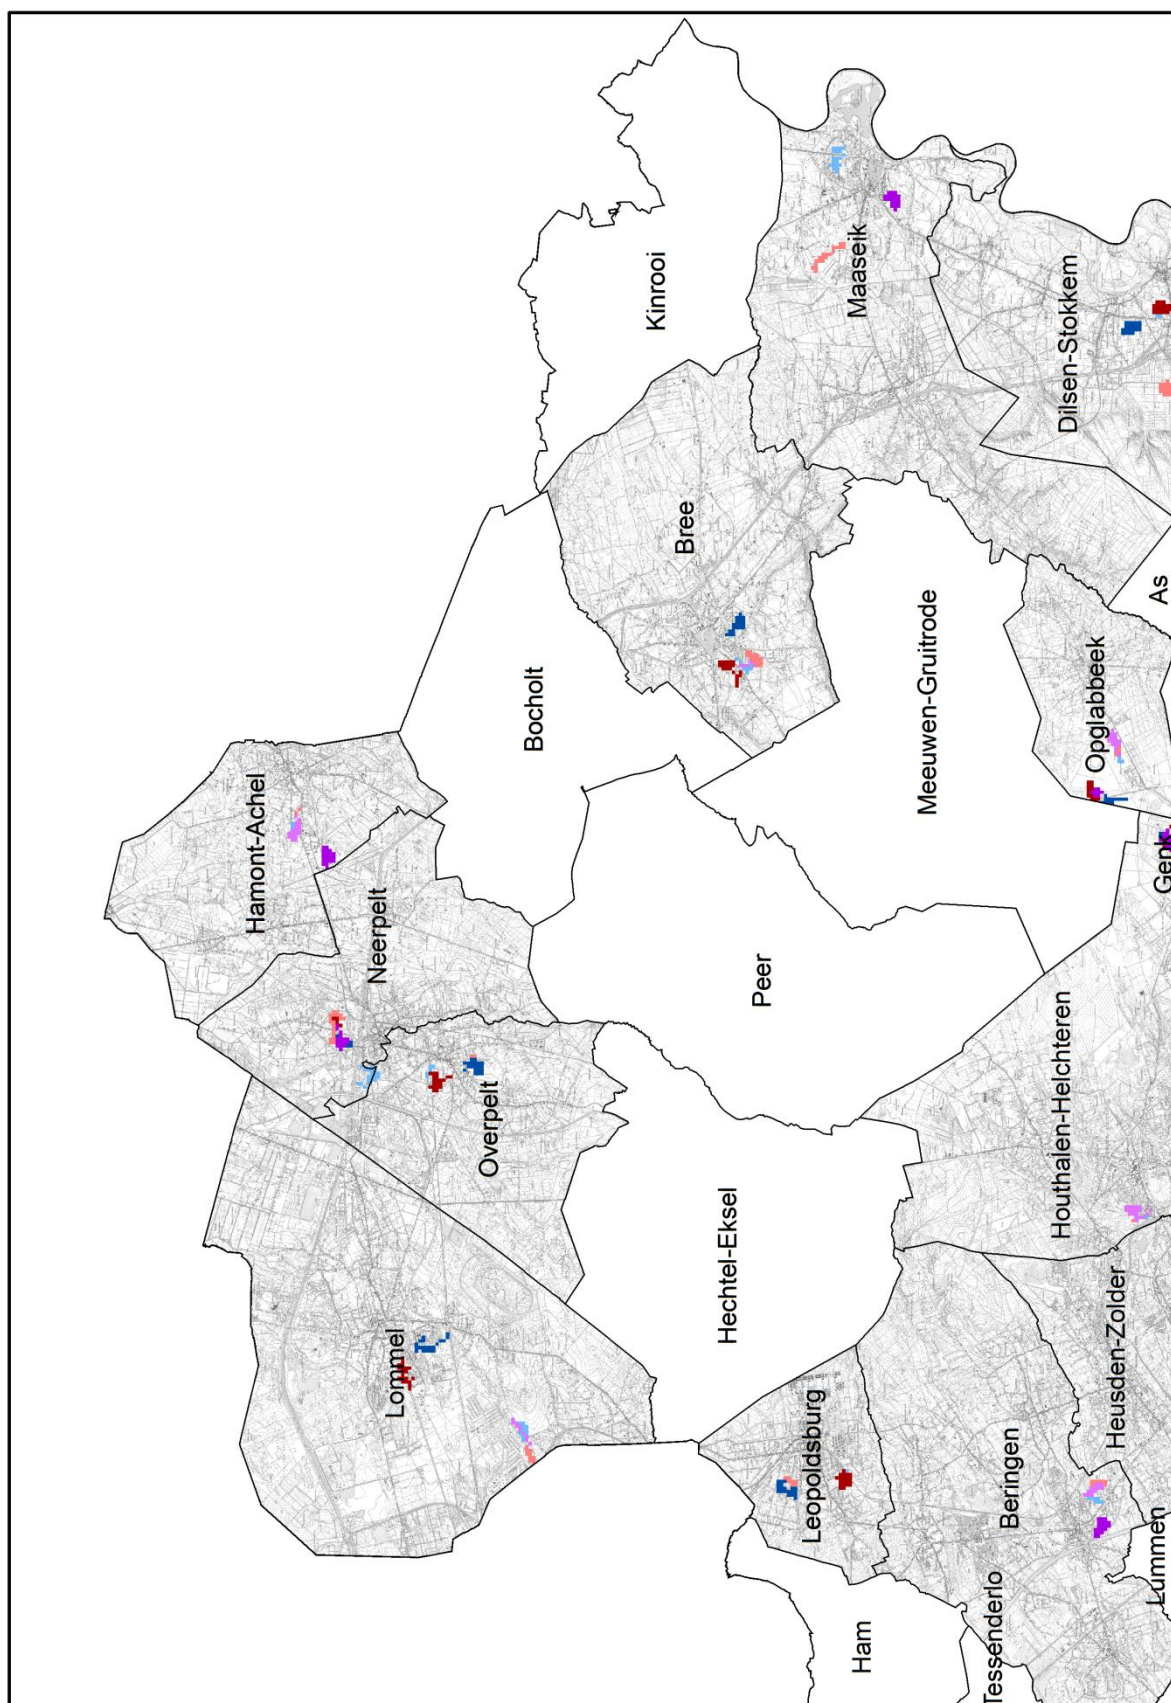 Hamont-Achel
Neerpelt
Overpelt
Lommel
Bocholt
Kinrooi
Bree
Maaseik
Dilsen-Stokkem
Meeuwen-Gruitrode
Peer
Hechtel-Eksel
Opglabbeek
As
Genk
Houthalen-Helchteren
Leopoldsburg
Heusden-Zolder
Beringen
Ham
Tessenderlo
Lummen